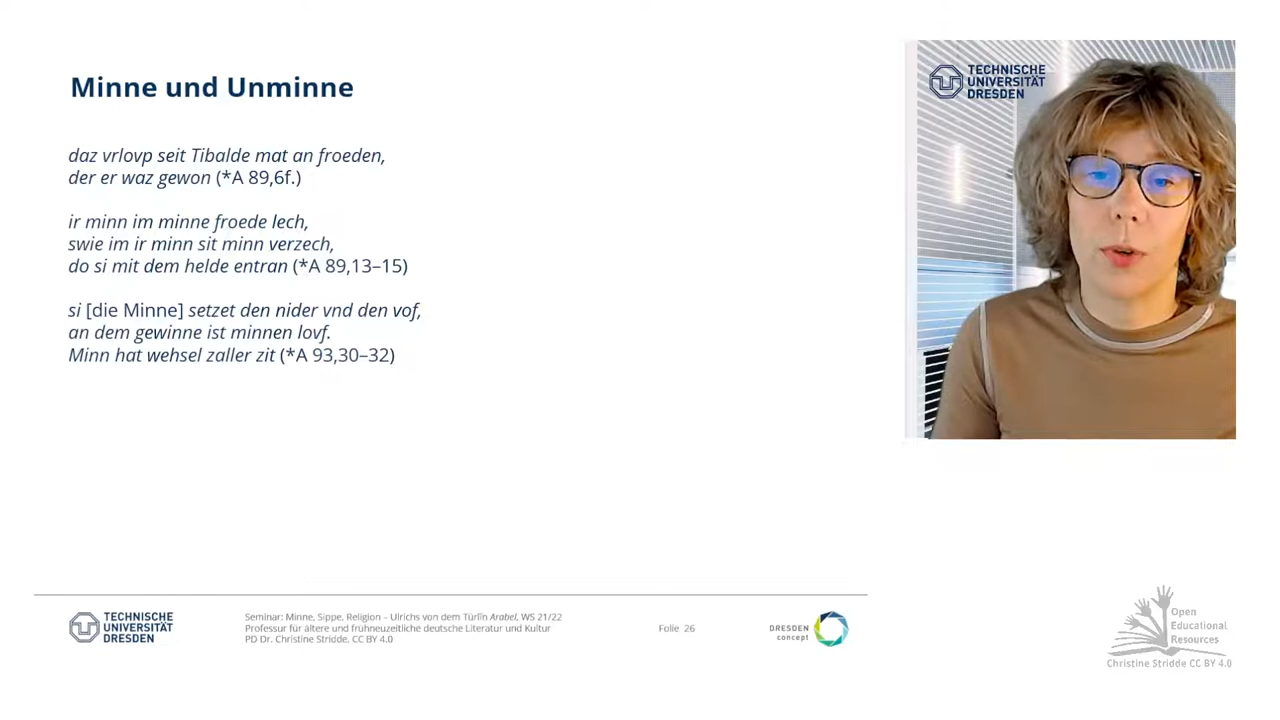 Minne und Unminne
daz vrlovp seit Tibalde mat an froeden,
der er waz gewon (*A 89,6f.)
ir minn im minne froede lech,
swie im ir minn sit minn verzech,
do si mit dem helde entran (*A 89,13–15)
si [die Minne] setzet den nider vnd den vof,
an dem gewinne ist minnen lovf.
Minn hat wehsel zaller zit (*A 93,30–32)
TECHNISCHE
UNIVERSITÄT
DRESDEN
TECHNISCHE
UNIVERSITÄT
DRESDEN
Seminar: Minne, Sippe, Religion – Ulrichs von dem Türlîn Arabel, WS 21/22
Professur für ältere und frühneuzeitliche deutsche Literatur und Kultur
PD Dr. Christine Stridde, CC BY 4.0
Folie 26
DRESDEN
concept
Open
Educational
Resources
Christine Stridde CC BY 4.0